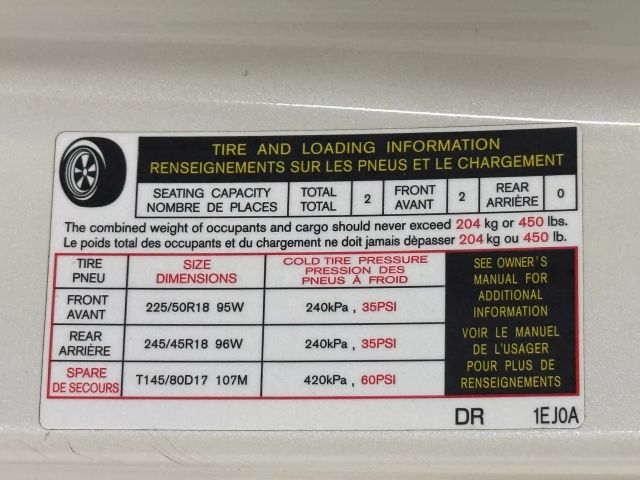 TIRE AND LOADING INFORMATION
RENSEIGNEMENTS SUR LES PNEUS ET LE CHARGEMENT
SEATING CAPACITY TOTAL 2 FRONT 2 REAR 0
NOMBRE DE PLACES TOTAL AVANT ARRIÈRE
The combined weight of occupants and cargo should never exceed 204 kg or 450 lbs.
Le poids total des occupants et du chargement ne doit jamais dèpasser 204 kg ou 450 lb.
TIRE SIZE COLD TIRE PRESSURE
PNEU DIMENSIONS PRESSION DES
PNEUS À FROID
FRONT
AVANT 225/50R18 95W 240kPa , 35PSI
REAR
ARRIÈRE 245/45R18 96W 240kPa , 35PSI
SPARE
DE SECOURS T145/80D17 107M 420kPa , 60PSI
SEE OWNER'S
MANUAL FOR
ADDITIONAL
INFORMATION
VOIR LE MANUEL
DE L'USAGER
POUR PLUS DE
RENSEIGNEMENTS
DR 1EJ0A